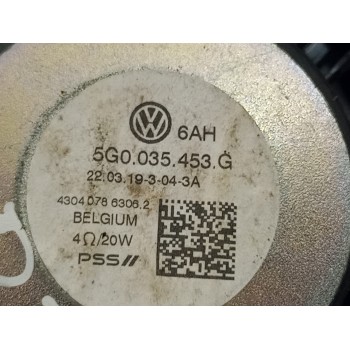 6AH
5G0.035.453.G
22.03.19-3-04-3A
4304 078 6306.2
BELGIUM
4Ω/20W
PSS//